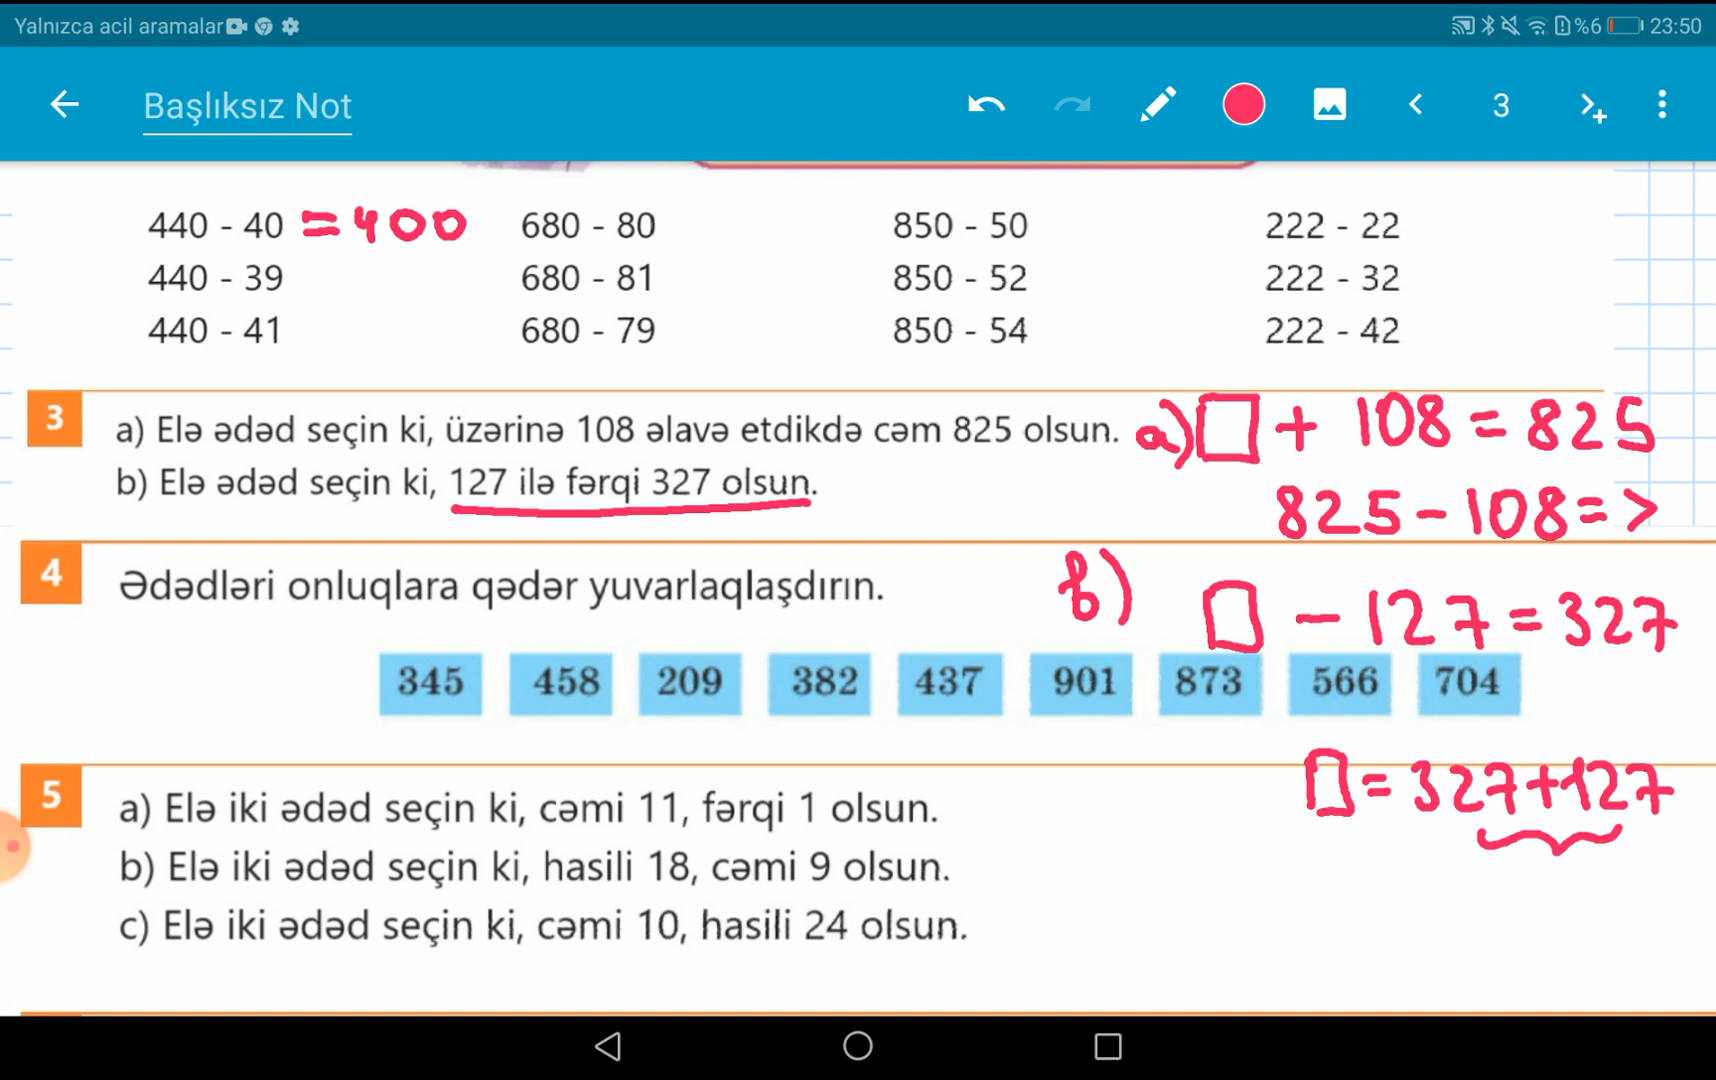 Yalnızca acil aramalar %6 23:50
Başlıksız Not 3
440 - 40 = 400 680 - 80 850 - 50 222 - 22
440 - 39 680 - 81 850 - 52 222 - 32
440 - 41 680 - 79 850 - 54 222 - 42
3
a) Elə ədəd seçin ki, üzərinə 108 əlavə etdikdə cəm 825 olsun.
b) Elə ədəd seçin ki, 127 ilə fərqi 327 olsun.
a) □ + 108 = 825
825 - 108 = >
4
Ədədləri onluqlara qədər yuvarlaqlaşdırın.
b) □ - 127 = 327
345 458 209 382 437 901 873 566 704
□ = 327 + 127
5
a) Elə iki ədəd seçin ki, cəmi 11, fərqi 1 olsun.
b) Elə iki ədəd seçin ki, hasili 18, cəmi 9 olsun.
c) Elə iki ədəd seçin ki, cəmi 10, hasili 24 olsun.